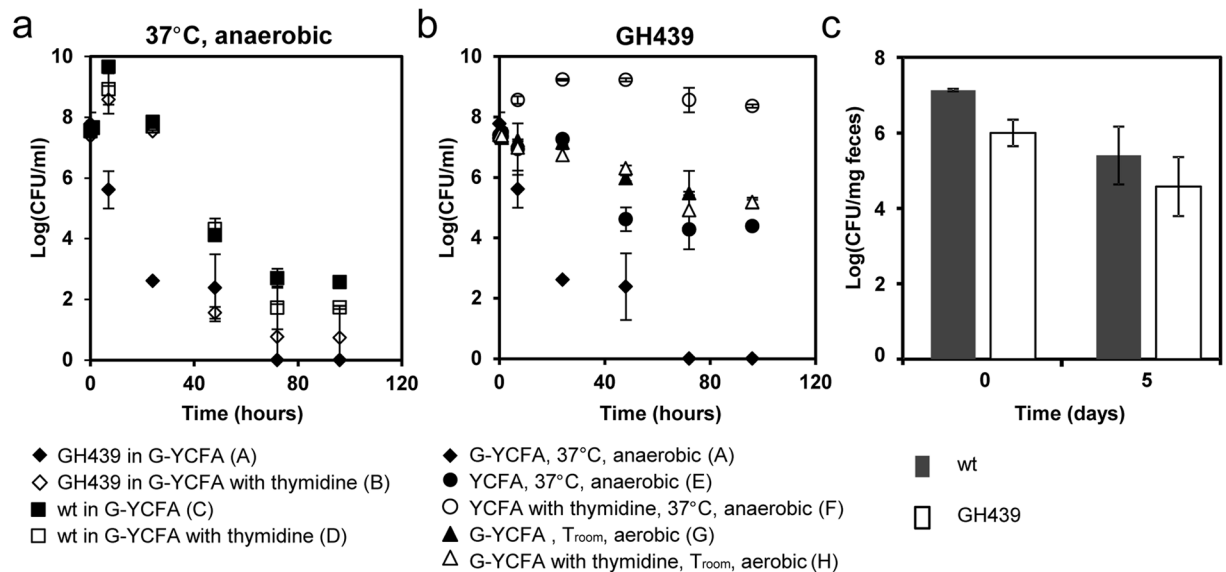 a
37°C, anaerobic
10
8
6
4
2
0
Log(CFU/ml)
0
40
80
120
Time (hours)
◆ GH439 in G-YCFA (A)
◇ GH439 in G-YCFA with thymidine (B)
■ wt in G-YCFA (C)
□ wt in G-YCFA with thymidine (D)
b
GH439
10
8
6
4
2
0
Log(CFU/ml)
0
40
80
120
Time (hours)
◆ G-YCFA, 37°C, anaerobic (A)
● YCFA, 37°C, anaerobic (E)
○ YCFA with thymidine, 37°C, anaerobic (F)
▲ G-YCFA , Troom, aerobic (G)
△ G-YCFA with thymidine, Troom, aerobic (H)
c
8
6
4
2
0
Log(CFU/mg feces)
0
5
Time (days)
wt
GH439